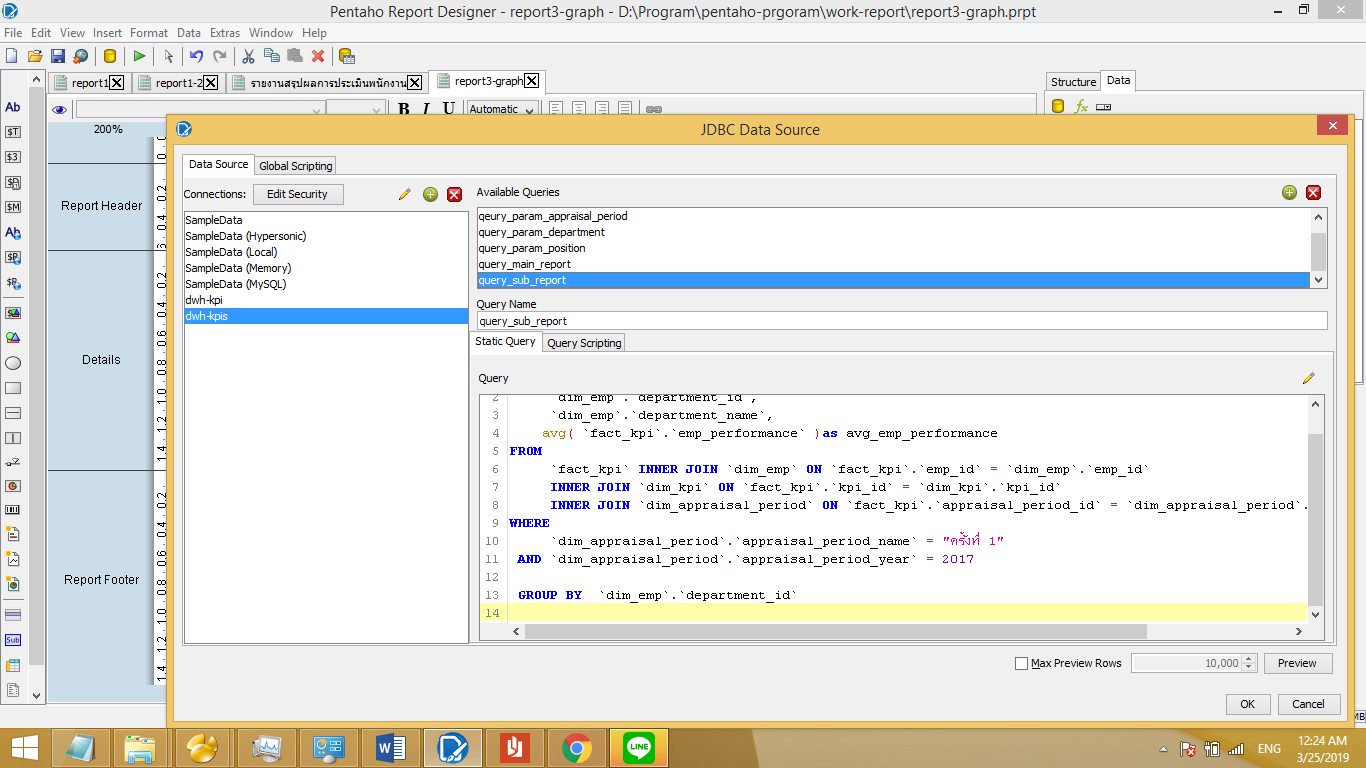 Pentaho Report Designer - report3-graph - D:\Program\pentaho-prgoram\work-report\report3-graph.prpt
File Edit View Insert Format Data Extras Window Help
report1 report1-2 รายงานสรุปผลการประเมินพนักงาน report3-graph
Structure Data
B I U Automatic
200%
Report Header
Details
Report Footer
Ab
$T
$3
$M
Ab
Sub
JDBC Data Source
Data Source Global Scripting
Connections: Edit Security
SampleData
SampleData (Hypersonic)
SampleData (Local)
SampleData (Memory)
SampleData (MySQL)
dwh-kpi
dwh-kpis
Available Queries
qeury_param_appraisal_period
query_param_department
query_param_position
query_main_report
query_sub_report
Query Name
query_sub_report
Static Query Query Scripting
Query
2 `dim_emp`.`department_id`,
3 `dim_emp`.`department_name`,
4 avg( `fact_kpi`.`emp_performance` )as avg_emp_performance
5 FROM
6 `fact_kpi` INNER JOIN `dim_emp` ON `fact_kpi`.`emp_id` = `dim_emp`.`emp_id`
7 INNER JOIN `dim_kpi` ON `fact_kpi`.`kpi_id` = `dim_kpi`.`kpi_id`
8 INNER JOIN `dim_appraisal_period` ON `fact_kpi`.`appraisal_period_id` = `dim_appraisal_period`.
9 WHERE
10 `dim_appraisal_period`.`appraisal_period_name` = "ครั้งที่ 1"
11 AND `dim_appraisal_period`.`appraisal_period_year` = 2017
12
13 GROUP BY `dim_emp`.`department_id`
14
Max Preview Rows 10,000 Preview
OK Cancel
MB
LINE
ENG
12:24 AM
3/25/2019